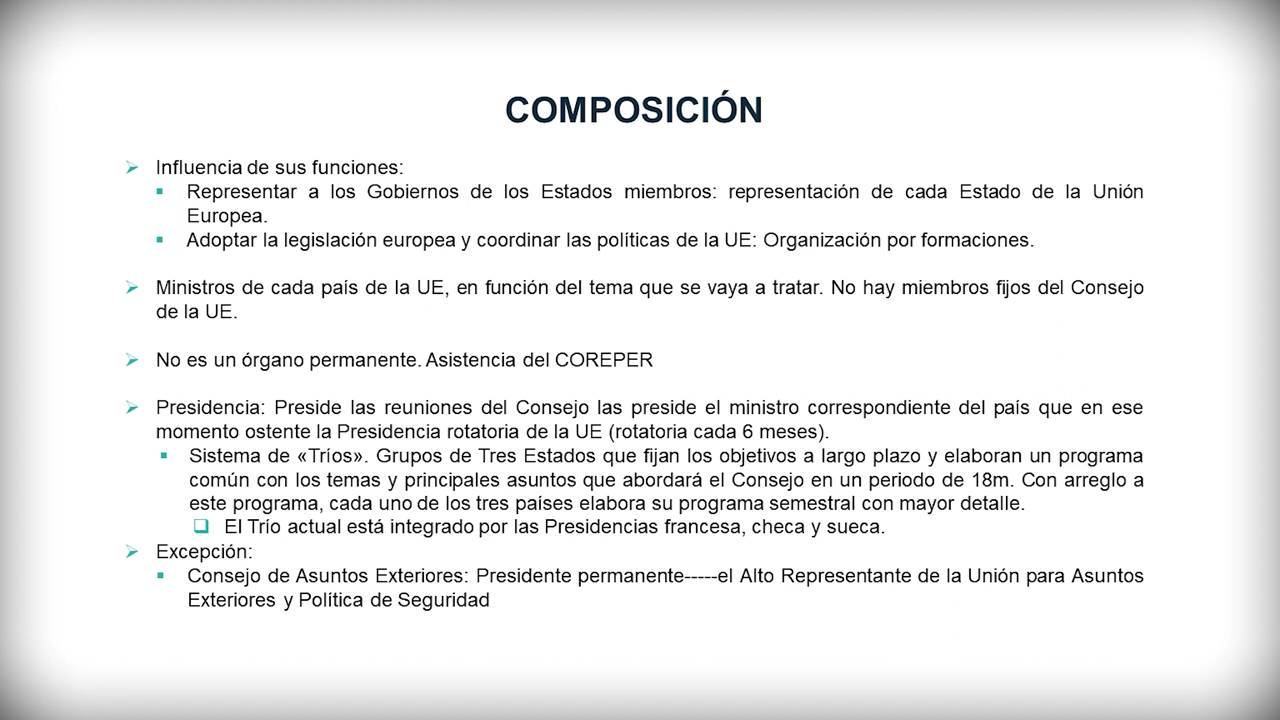 COMPOSICIÓN
Influencia de sus funciones:
Representar a los Gobiernos de los Estados miembros: representación de cada Estado de la Unión
Europea.
Adoptar la legislación europea y coordinar las políticas de la UE: Organización por formaciones.
Ministros de cada país de la UE, en función del tema que se vaya a tratar. No hay miembros fijos del Consejo
de la UE.
No es un órgano permanente. Asistencia del COREPER
Presidencia: Preside las reuniones del Consejo las preside el ministro correspondiente del país que en ese
momento ostente la Presidencia rotatoria de la UE (rotatoria cada 6 meses).
Sistema de «Tríos». Grupos de Tres Estados que fijan los objetivos a largo plazo y elaboran un programa
común con los temas y principales asuntos que abordará el Consejo en un periodo de 18m. Con arreglo a
este programa, cada uno de los tres países elabora su programa semestral con mayor detalle.
El Trío actual está integrado por las Presidencias francesa, checa y sueca.
Excepción:
Consejo de Asuntos Exteriores: Presidente permanente-----el Alto Representante de la Unión para Asuntos
Exteriores y Política de Seguridad